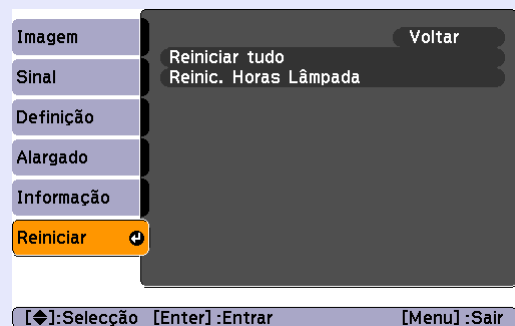 Imagem
Sinal
Definição
Alargado
Informação
Reiniciar
Voltar
Reiniciar tudo
Reinic. Horas Lâmpada
[◆]:Selecção [Enter] :Entrar [Menu] :Sair